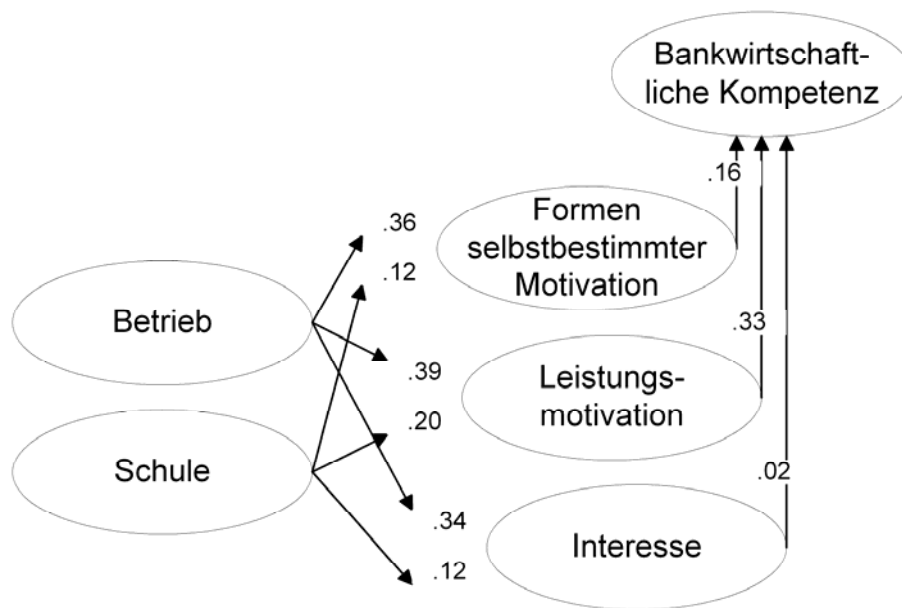 Bankwirtschaft-
liche Kompetenz
.16
.36
Formen
selbstbestimmter
Motivation
.12
Betrieb
.33
.39
Leistungs-
motivation
.20
Schule
.02
.34
Interesse
.12